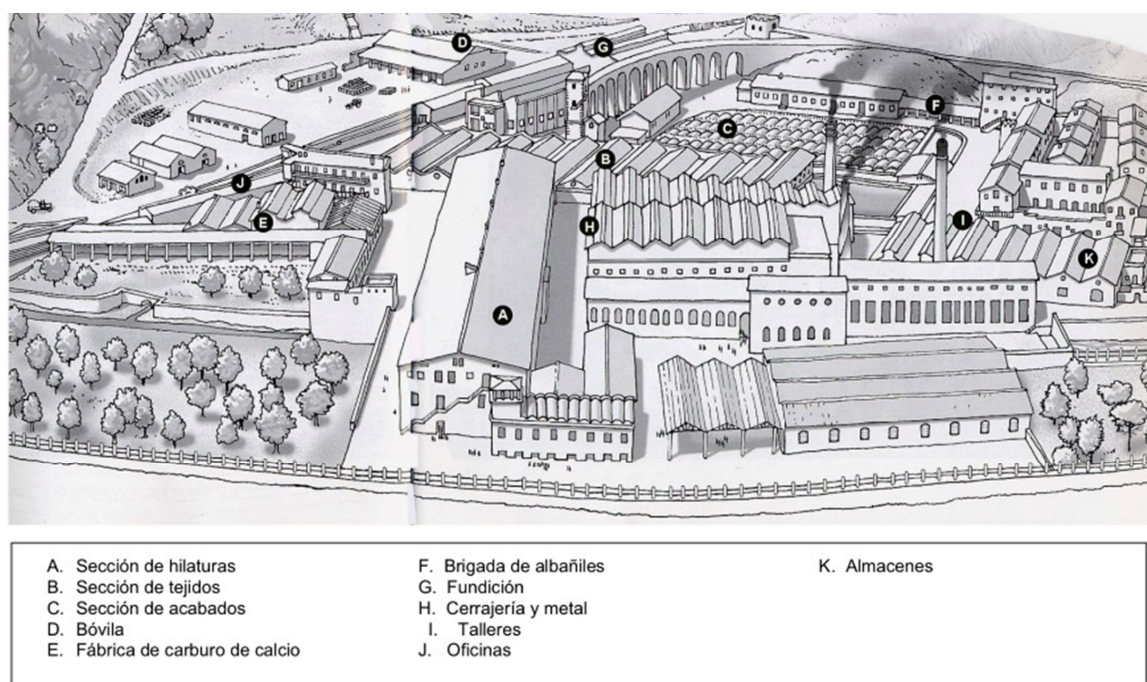 D
G
F
C
B
J
E
H
I
K
A
A. Sección de hilaturas
B. Sección de tejidos
C. Sección de acabados
D. Bóvila
E. Fábrica de carburo de calcio
F. Brigada de albañiles
G. Fundición
H. Cerrajería y metal
I. Talleres
J. Oficinas
K. Almacenes